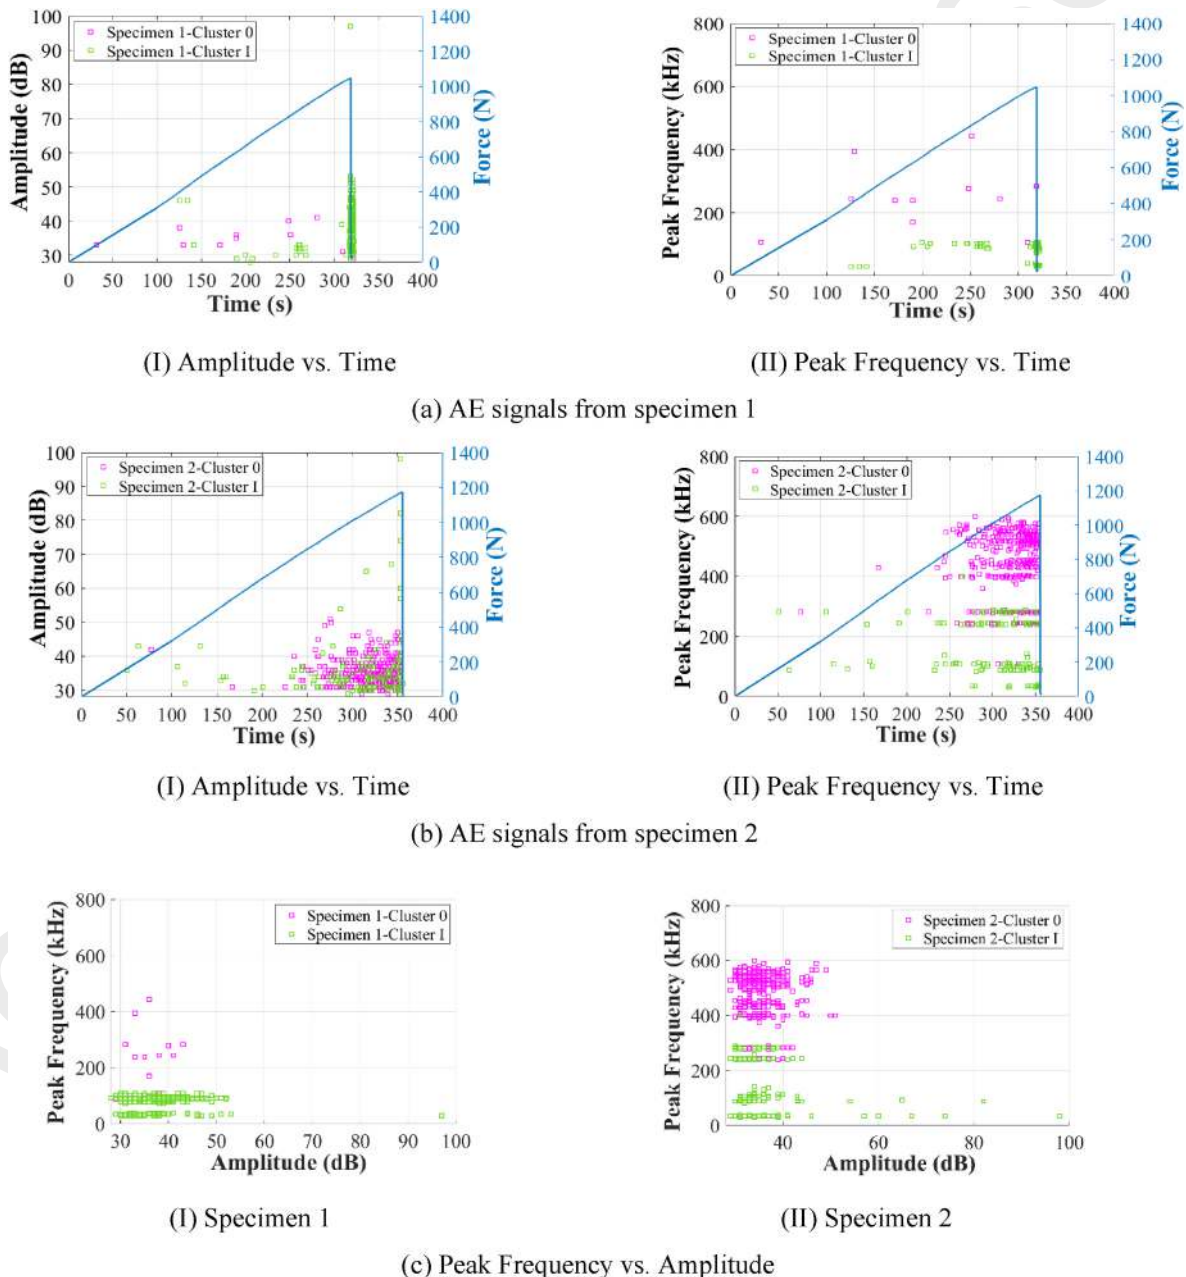 Specimen 1-Cluster 0
Specimen 1-Cluster I
Amplitude (dB)
100
90
80
70
60
50
40
30
0 50 100 150 200 250 300 350 400
Time (s)
1400
1200
1000
800
600
400
200
0
Force (N)
Specimen 1-Cluster 0
Specimen 1-Cluster I
Peak Frequency (kHz)
800
600
400
200
0
0 50 100 150 200 250 300 350 400
Time (s)
1400
1200
1000
800
600
400
200
0
Force (N)
(I) Amplitude vs. Time
(II) Peak Frequency vs. Time
(a) AE signals from specimen 1
Specimen 2-Cluster 0
Specimen 2-Cluster I
Amplitude (dB)
100
90
80
70
60
50
40
30
0 50 100 150 200 250 300 350 400
Time (s)
1400
1200
1000
800
600
400
200
0
Force (N)
Specimen 2-Cluster 0
Specimen 2-Cluster I
Peak Frequency (kHz)
800
600
400
200
0
0 50 100 150 200 250 300 350 400
Time (s)
1400
1200
1000
800
600
400
200
0
Force (N)
(I) Amplitude vs. Time
(II) Peak Frequency vs. Time
(b) AE signals from specimen 2
Specimen 1-Cluster 0
Specimen 1-Cluster I
Peak Frequency (kHz)
800
600
400
200
0
30 40 50 60 70 80 90 100
Amplitude (dB)
Specimen 2-Cluster 0
Specimen 2-Cluster I
Peak Frequency (kHz)
800
600
400
200
0
40 60 80 100
Amplitude (dB)
(I) Specimen 1
(II) Specimen 2
(c) Peak Frequency vs. Amplitude